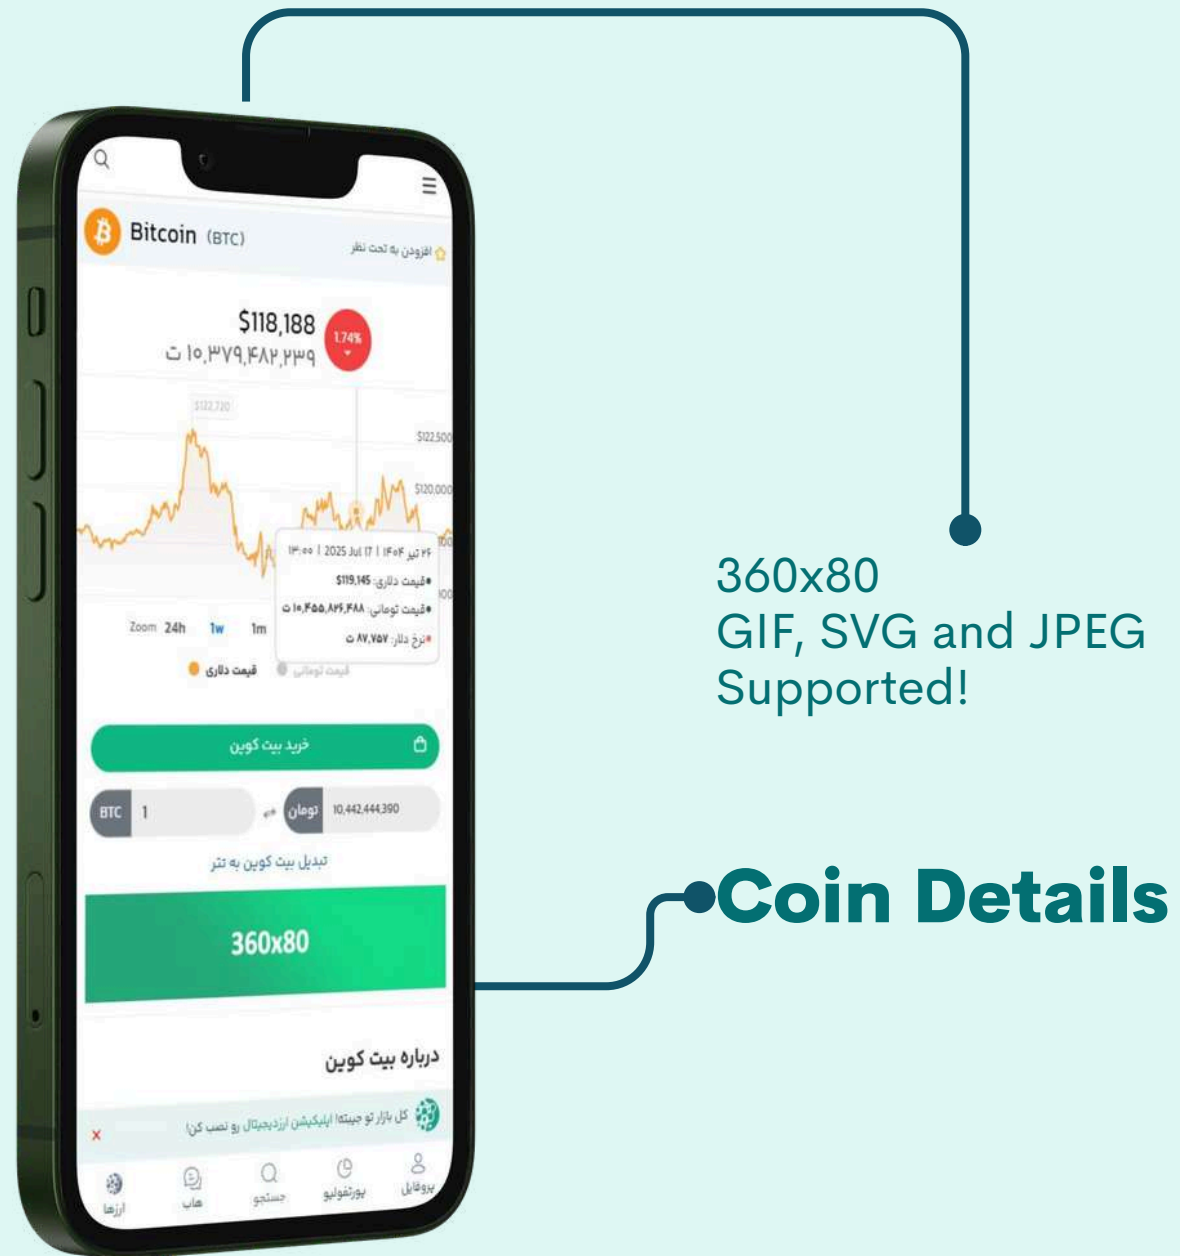 Bitcoin (BTC)
افزودن به تحت نظر
$118,188
۱۰,۳۷۹,۴۸۲,۲۳۹ ت
1.74%
$122,720
$122,500
$120,000
۲۶ تیر ۱۴۰۴ | 2025 Jul 17 | ۱۳:۰۰
قیمت دلاری: $119,145
قیمت تومانی: ۱۰,۴۵۵,۸۲۶,۴۸۸ ت
نرخ دلار: ۸۷,۷۵۷ ت
Zoom 24h 1w 1m
قیمت دلاری
قیمت تومانی
خرید بیت کوین
BTC 1
تومان 10,442,444,390
تبدیل بیت کوین به تتر
360x80
درباره بیت کوین
کل بازار تو جیبته! اپلیکیشن ارزدیجیتال رو نصب کن!
پروفایل
پورتفولیو
جستجو
هاب
ارزها
360x80
GIF, SVG and JPEG
Supported!
Coin Details